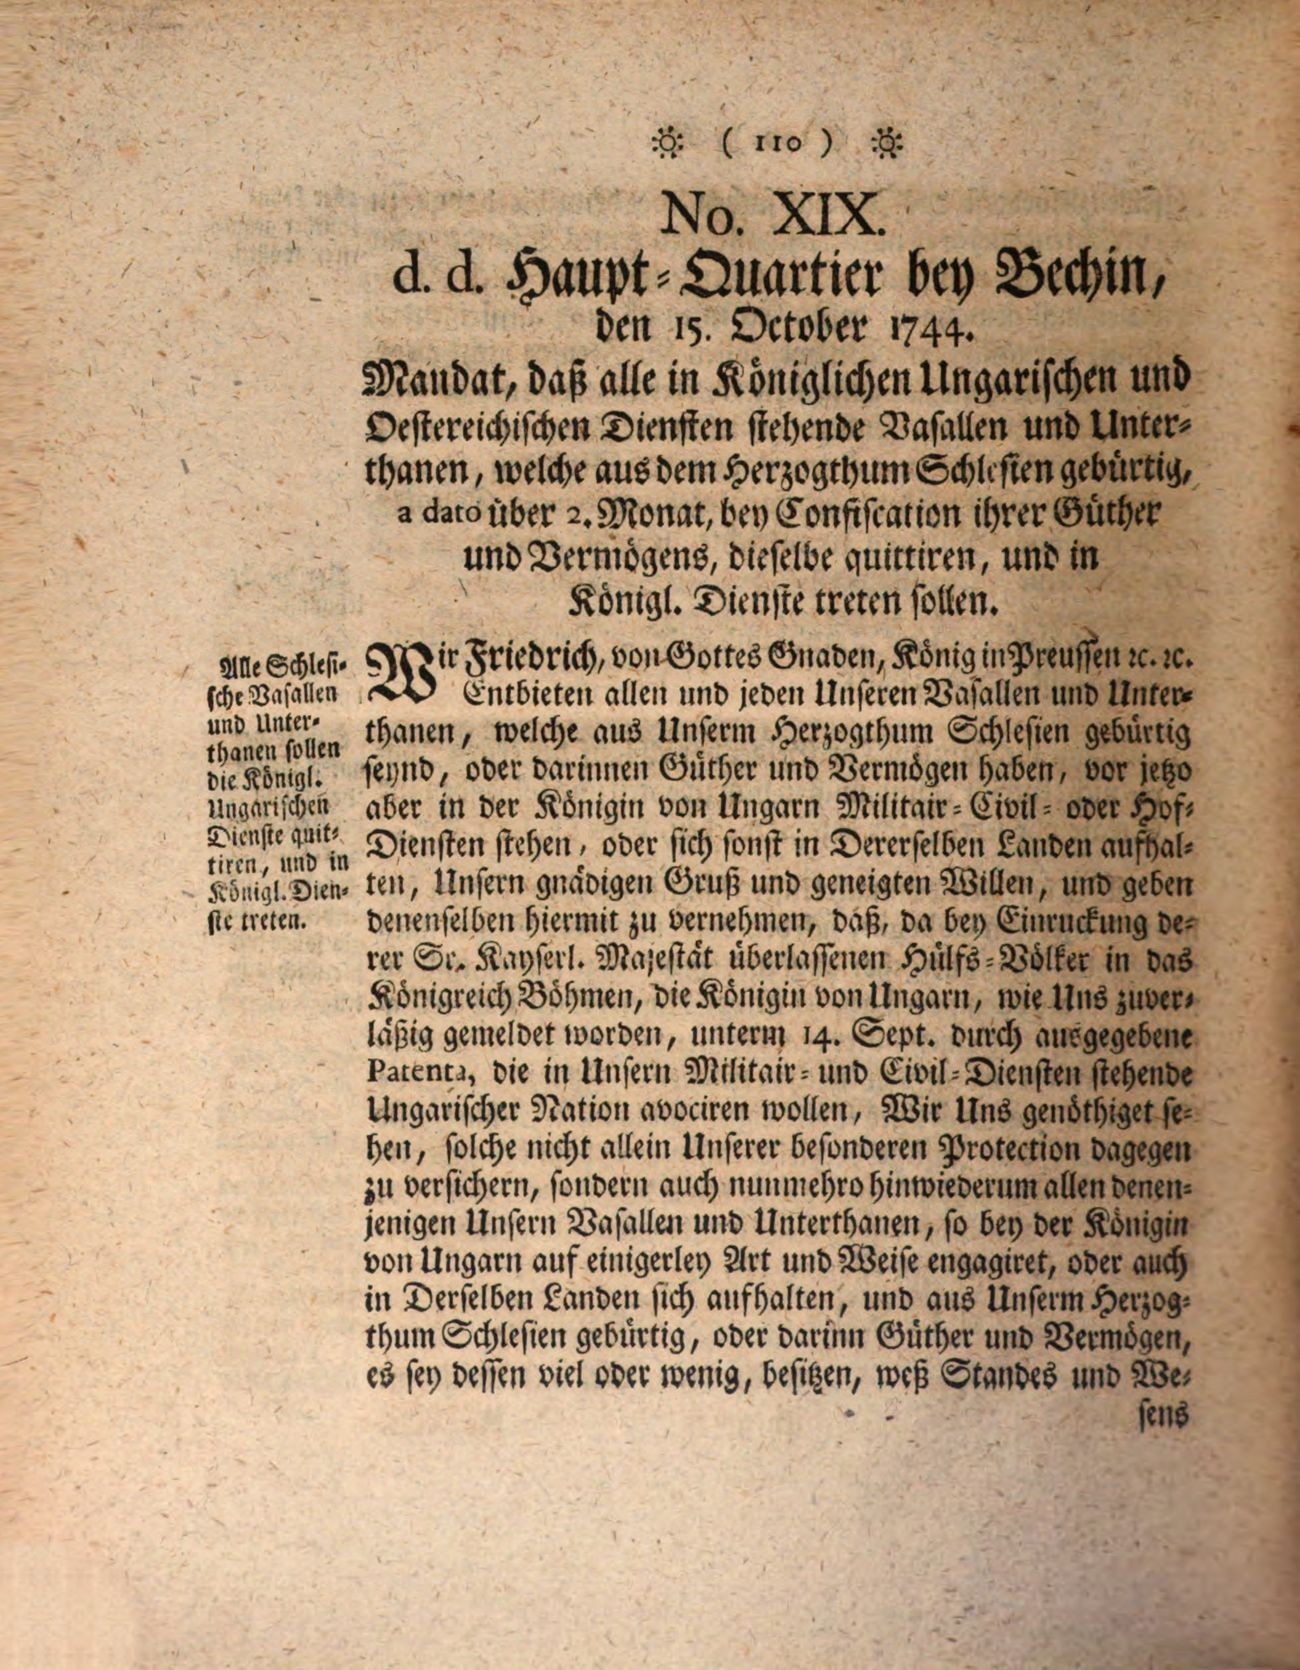 ( 110 )
No. XIX.
d. d. Haupt-Quartier bey Bechin,
den 15. October 1744.
Mandat, daß alle in Königlichen Ungarischen und
Oestereichischen Diensten stehende Vasallen und Unter-
thanen, welche aus dem Herzogthum Schlesien gebürtig,
a dato über 2. Monat, bey Confiscation ihrer Güther
und Vermögens, dieselbe quittiren, und in
Königl. Dienste treten sollen.
Alle Schlesi-
sche Vasallen
und Unter-
thanen sollen
die Königl.
Ungarischen
Dienste quit-
tiren, und in
Königl. Dien-
ste treten.
Wir Friedrich, von Gottes Gnaden, König in Preussen ꝛc. ꝛc.
Entbieten allen und jeden Unseren Vasallen und Unter-
thanen, welche aus Unserm Herzogthum Schlesien gebürtig
seynd, oder darinnen Güther und Vermögen haben, vor jetzo
aber in der Königin von Ungarn Militair- Civil- oder Hof-
Diensten stehen, oder sich sonst in Dererselben Landen aufhal-
ten, Unsern gnädigen Gruß und geneigten Willen, und geben
denenselben hiermit zu vernehmen, daß, da bey Einruckung de-
rer Sr. Kayserl. Majestät überlassenen Hülfs-Völker in das
Königreich Böhmen, die Königin von Ungarn, wie Uns zuver-
läßig gemeldet worden, unterm 14. Sept. durch ausgegebene
Patenta, die in Unsern Militair- und Civil-Diensten stehende
Ungarischer Nation avociren wollen, Wir Uns genöthiget se-
hen, solche nicht allein Unserer besonderen Protection dagegen
zu versichern, sondern auch nunmehro hinwiederum allen denen-
jenigen Unsern Vasallen und Unterthanen, so bey der Königin
von Ungarn auf einigerley Art und Weise engagiret, oder auch
in Derselben Landen sich aufhalten, und aus Unserm Herzog-
thum Schlesien gebürtig, oder darinn Güther und Vermögen,
es sey dessen viel oder wenig, besitzen, weß Standes und We-
sens